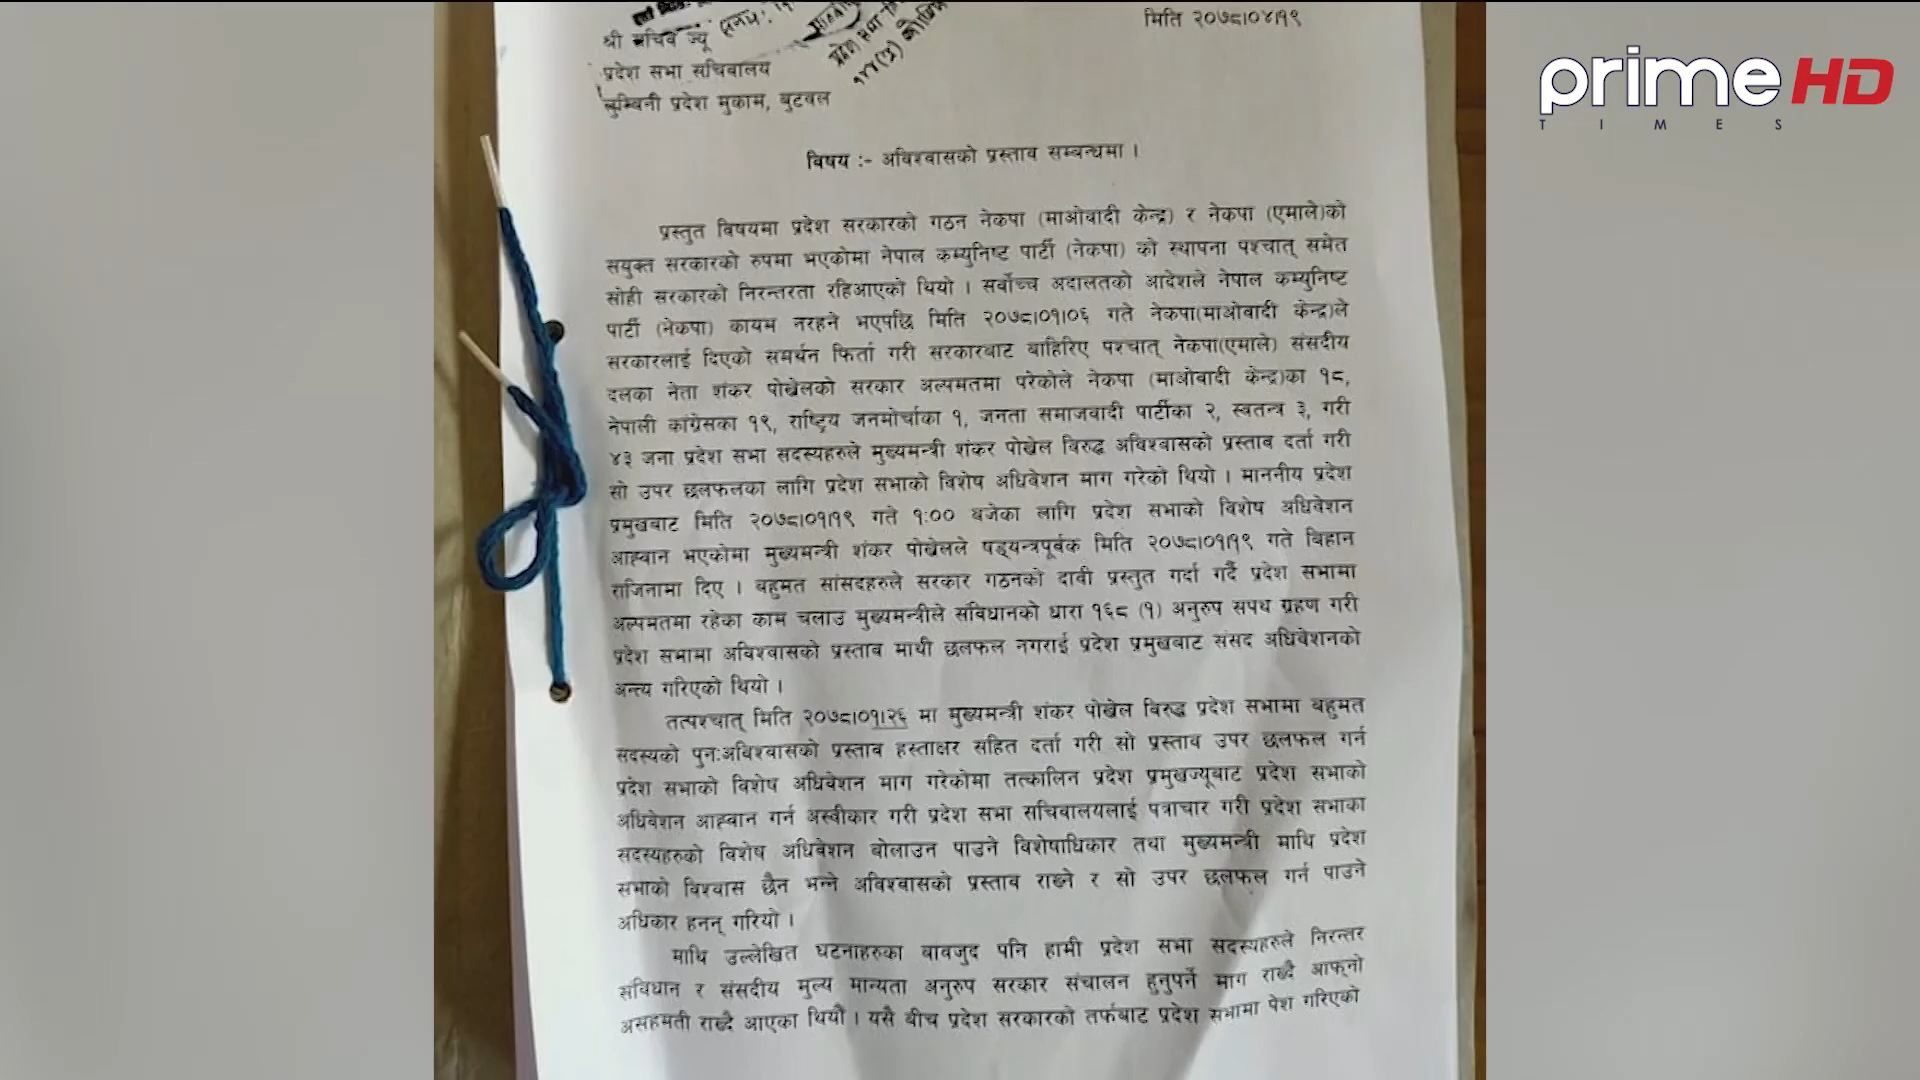 मिति २०७८।०४।१९
prime HD
TIMES
श्री सचिव ज्यू
प्रदेश सभा सचिवालय
लुम्बिनी प्रदेश मुकाम, बुटवल
विषय :- अविश्वासको प्रस्ताव सम्बन्धमा ।
प्रस्तुत विषयमा प्रदेश सरकारको गठन नेकपा (माओवादी केन्द्र) र नेकपा (एमाले)को
सयुक्त सरकारको रुपमा भएकोमा नेपाल कम्युनिष्ट पार्टी (नेकपा) को स्थापना पश्चात् समेत
सोही सरकारको निरन्तरता रहिआएको थियो । सर्वोच्च अदालतको आदेशले नेपाल कम्युनिष्ट
पार्टी (नेकपा) कायम नरहने भएपछि मिति २०७८।०१।०६ गते नेकपा(माओवादी केन्द्र)ले
सरकारलाई दिएको समर्थन फिर्ता गरी सरकारबाट बाहिरिए पश्चात् नेकपा(एमाले) संसदीय
दलका नेता शंकर पोखेलको सरकार अल्पमतमा परेकोले नेकपा (माओवादी केन्द्र)का १८,
नेपाली कांग्रेसका १९, राष्ट्रिय जनमोर्चाका १, जनता समाजवादी पार्टीका २, स्वतन्त्र ३, गरी
४३ जना प्रदेश सभा सदस्यहरुले मुख्यमन्त्री शंकर पोखेल विरुद्ध अविश्वासको प्रस्ताव दर्ता गरी
सो उपर छलफलका लागि प्रदेश सभाको विशेष अधिवेशन माग गरेको थियो । माननीय प्रदेश
प्रमुखबाट मिति २०७८।०१।१९ गते १:०० बजेका लागि प्रदेश सभाको विशेष अधिवेशन
आह्वान भएकोमा मुख्यमन्त्री शंकर पोखेलले षड्यन्त्रपूर्वक मिति २०७८।०१।१९ गते बिहान
राजिनामा दिए । बहुमत सांसदहरुले सरकार गठनको दावी प्रस्तुत गर्दा गर्दै प्रदेश सभामा
अल्पमतमा रहेका काम चलाउ मुख्यमन्त्रीले संविधानको धारा १६८ (१) अनुरुप सपथ ग्रहण गरी
प्रदेश सभामा अविश्वासको प्रस्ताव माथी छलफल नगराई प्रदेश प्रमुखबाट संसद अधिवेशनको
अन्त्य गरिएको थियो ।
तत्पश्चात् मिति २०७८।०१।२६ मा मुख्यमन्त्री शंकर पोखेल विरुद्ध प्रदेश सभामा बहुमत
सदस्यको पुन:अविश्वासको प्रस्ताव हस्ताक्षर सहित दर्ता गरी सो प्रस्ताव उपर छलफल गर्न
प्रदेश सभाको विशेष अधिवेशन माग गरेकोमा तत्कालिन प्रदेश प्रमुखज्यूबाट प्रदेश सभाको
अधिवेशन आह्वान गर्न अस्वीकार गरी प्रदेश सभा सचिवालयलाई पत्राचार गरी प्रदेश सभाका
सदस्यहरुको विशेष अधिवेशन बोलाउन पाउने विशेषाधिकार तथा मुख्यमन्त्री माथि प्रदेश
सभाको विश्वास छैन भन्ने अविश्वासको प्रस्ताव राख्ने र सो उपर छलफल गर्न पाउने
अधिकार हनन् गरियो ।
माथि उल्लेखित घटनाहरुका बावजुद पनि हामी प्रदेश सभा सदस्यहरुले निरन्तर
संविधान र संसदीय मुल्य मान्यता अनुरुप सरकार संचालन हुनुपर्ने माग राख्दै आफ्नो
असहमती राख्दै आएका थियौं । यसै बीच प्रदेश सरकारको तर्फबाट प्रदेश सभामा पेश गरिएको